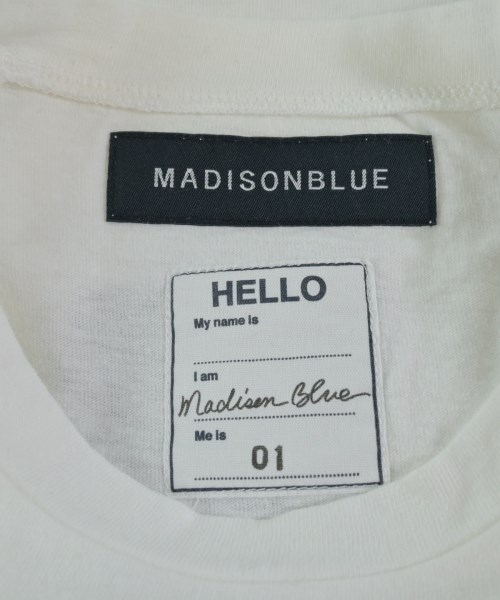 MADISONBLUE
HELLO
My name is
I am
Madison Blue
Me is
01